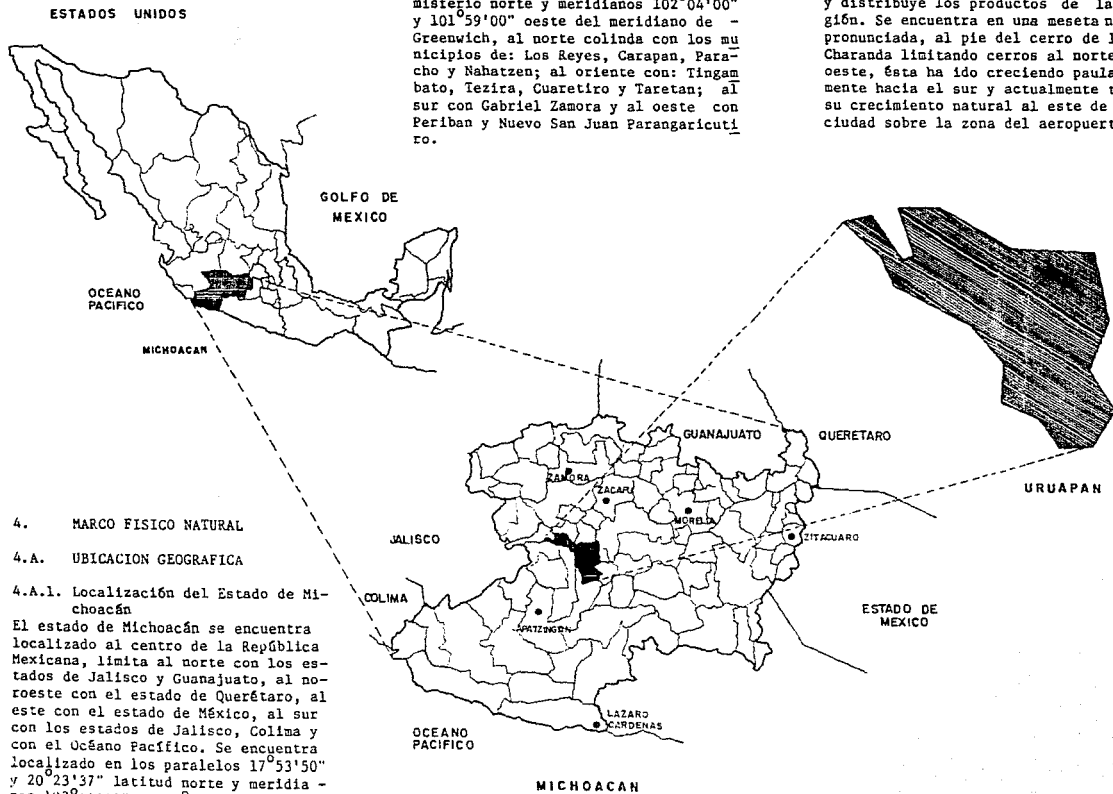 ESTADOS UNIDOS
misferio norte y meridianos 102°04'00"
y 101°59'00" oeste del meridiano de -
Greenwich, al norte colinda con los mu
nicipios de: Los Reyes, Carapan, Para-
cho y Nahatzen; al oriente con: Tingam
bato, Tezira, Cuaretiro y Taretan; al
sur con Gabriel Zamora y al oeste con
Periban y Nuevo San Juan Parangaricuti
ro.
y distribuye los productos de la
gión. Se encuentra en una meseta
pronunciada, al pie del cerro de
Charanda limitando cerros al norte
oeste, ésta ha ido creciendo
mente hacia el sur y actualmente
su crecimiento natural al este de
ciudad sobre la zona del
GOLFO DE
MEXICO
OCEANO
PACIFICO
MICHOACAN
GUANAJUATO
QUERETARO
URUAPAN
ZAMORA
ZACAPU
MORELIA
ZITACUARO
JALISCO
COLIMA
APATZINGAN
ESTADO DE
MEXICO
LAZARO
CARDENAS
OCEANO
PACIFICO
MICHOACAN
4. MARCO FISICO NATURAL
4.A. UBICACION GEOGRAFICA
4.A.1. Localización del Estado de Mi-
choacán
El estado de Michoacán se encuentra
localizado al centro de la República
Mexicana, limita al norte con los es-
tados de Jalisco y Guanajuato, al no-
roeste con el estado de Querétaro, al
este con el estado de México, al sur
con los estados de Jalisco, Colima y
con el Océano Pacífico. Se encuentra
localizado en los paralelos 17°53'50"
y 20°23'37" latitud norte y meridia -